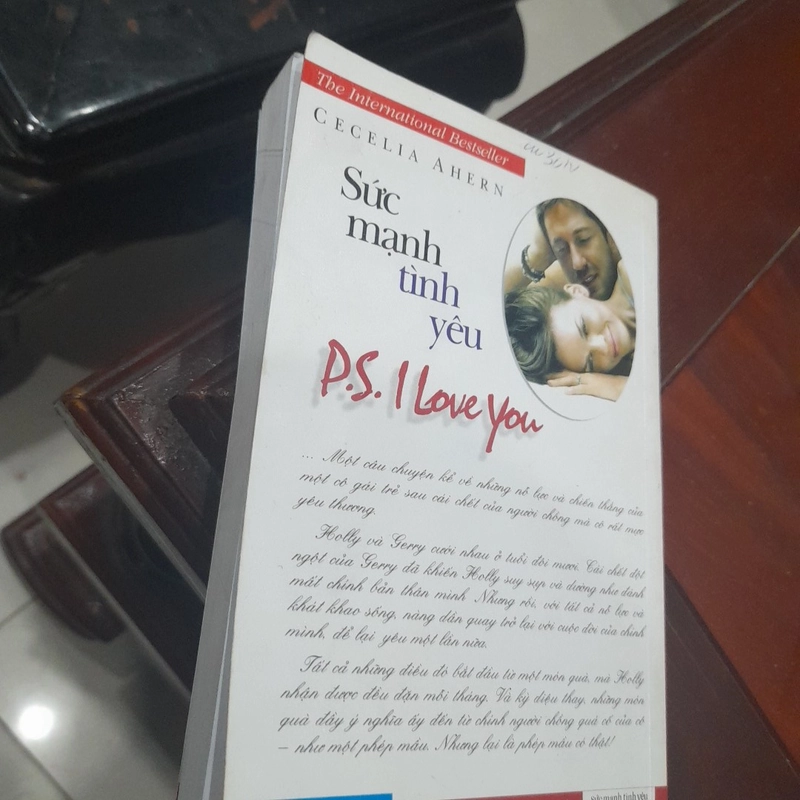 The International Bestseller
CECELIA AHERN
Sức
mạnh
tình
yêu
P.S. I Love You
... Một câu chuyện kể về những nỗ lực và chiến thắng của
một cô gái trẻ sau cái chết của người chồng mà cô rất mực
yêu thương.
Holly và Gerry cưới nhau ở tuổi đôi mươi. Cái chết đột
ngột của Gerry đã khiến Holly suy sụp và dường như đánh
mất chính bản thân mình. Nhưng rồi, với tất cả nỗ lực và
khát khao sống, nàng dần quay trở lại với cuộc đời của chính
mình, để lại yêu một lần nữa.
Tất cả những điều đó bắt đầu từ một món quà, mà Holly
nhận được đều đặn mỗi tháng. Và kỳ diệu thay, những món
quà đầy ý nghĩa ấy đến từ chính người chồng quá cố của cô
– như một phép mầu. Nhưng lại là phép mầu có thật!
sức mạnh tình yêu